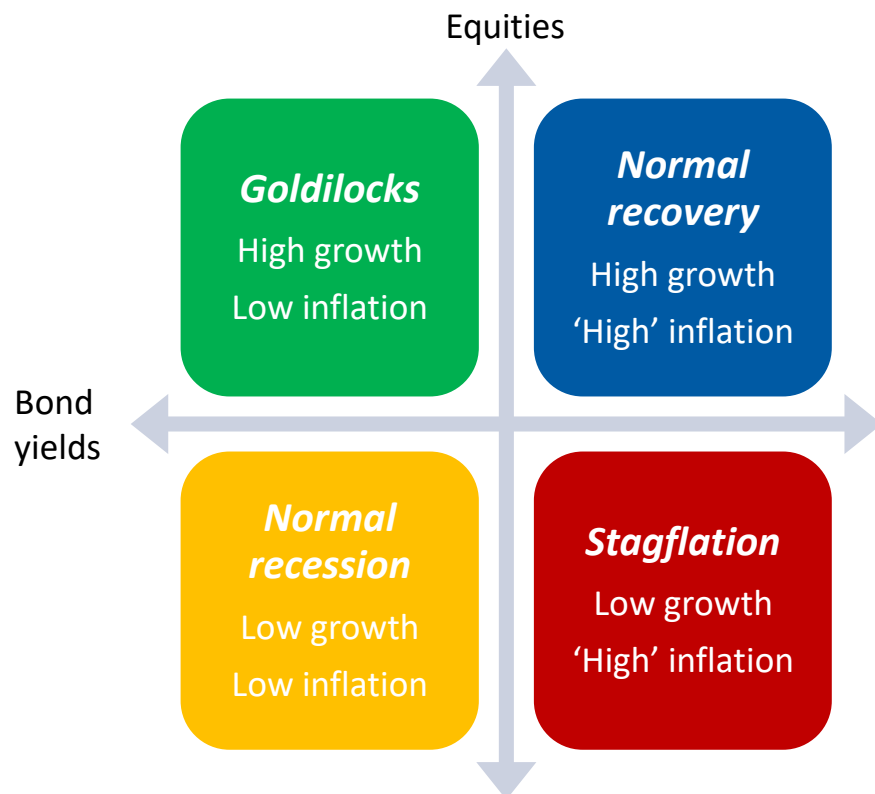 Equities
Goldilocks
High growth
Low inflation
Normal
recovery
High growth
‘High’ inflation
Bond
yields
Normal
recession
Low growth
Low inflation
Stagflation
Low growth
‘High’ inflation